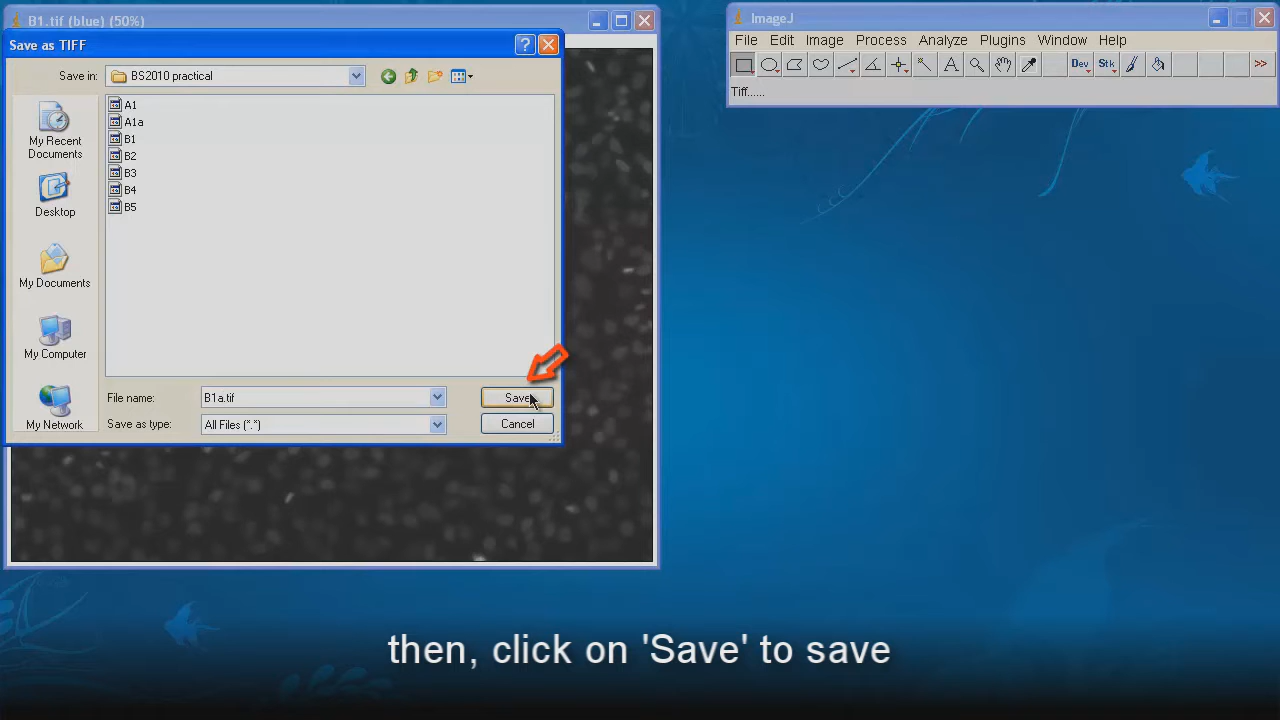 B1.tif (blue) (50%)
Save as TIFF
Save in:
BS2010 practical
My Recent
Documents
Desktop
My Documents
My Computer
My Network
A1
A1a
B1
B2
B3
B4
B5
File name:
B1a.tif
Save
Save as type:
All Files (*.*)
Cancel
ImageJ
File Edit Image Process Analyze Plugins Window Help
Dev Stk >>
Tiff......
then, click on 'Save' to save